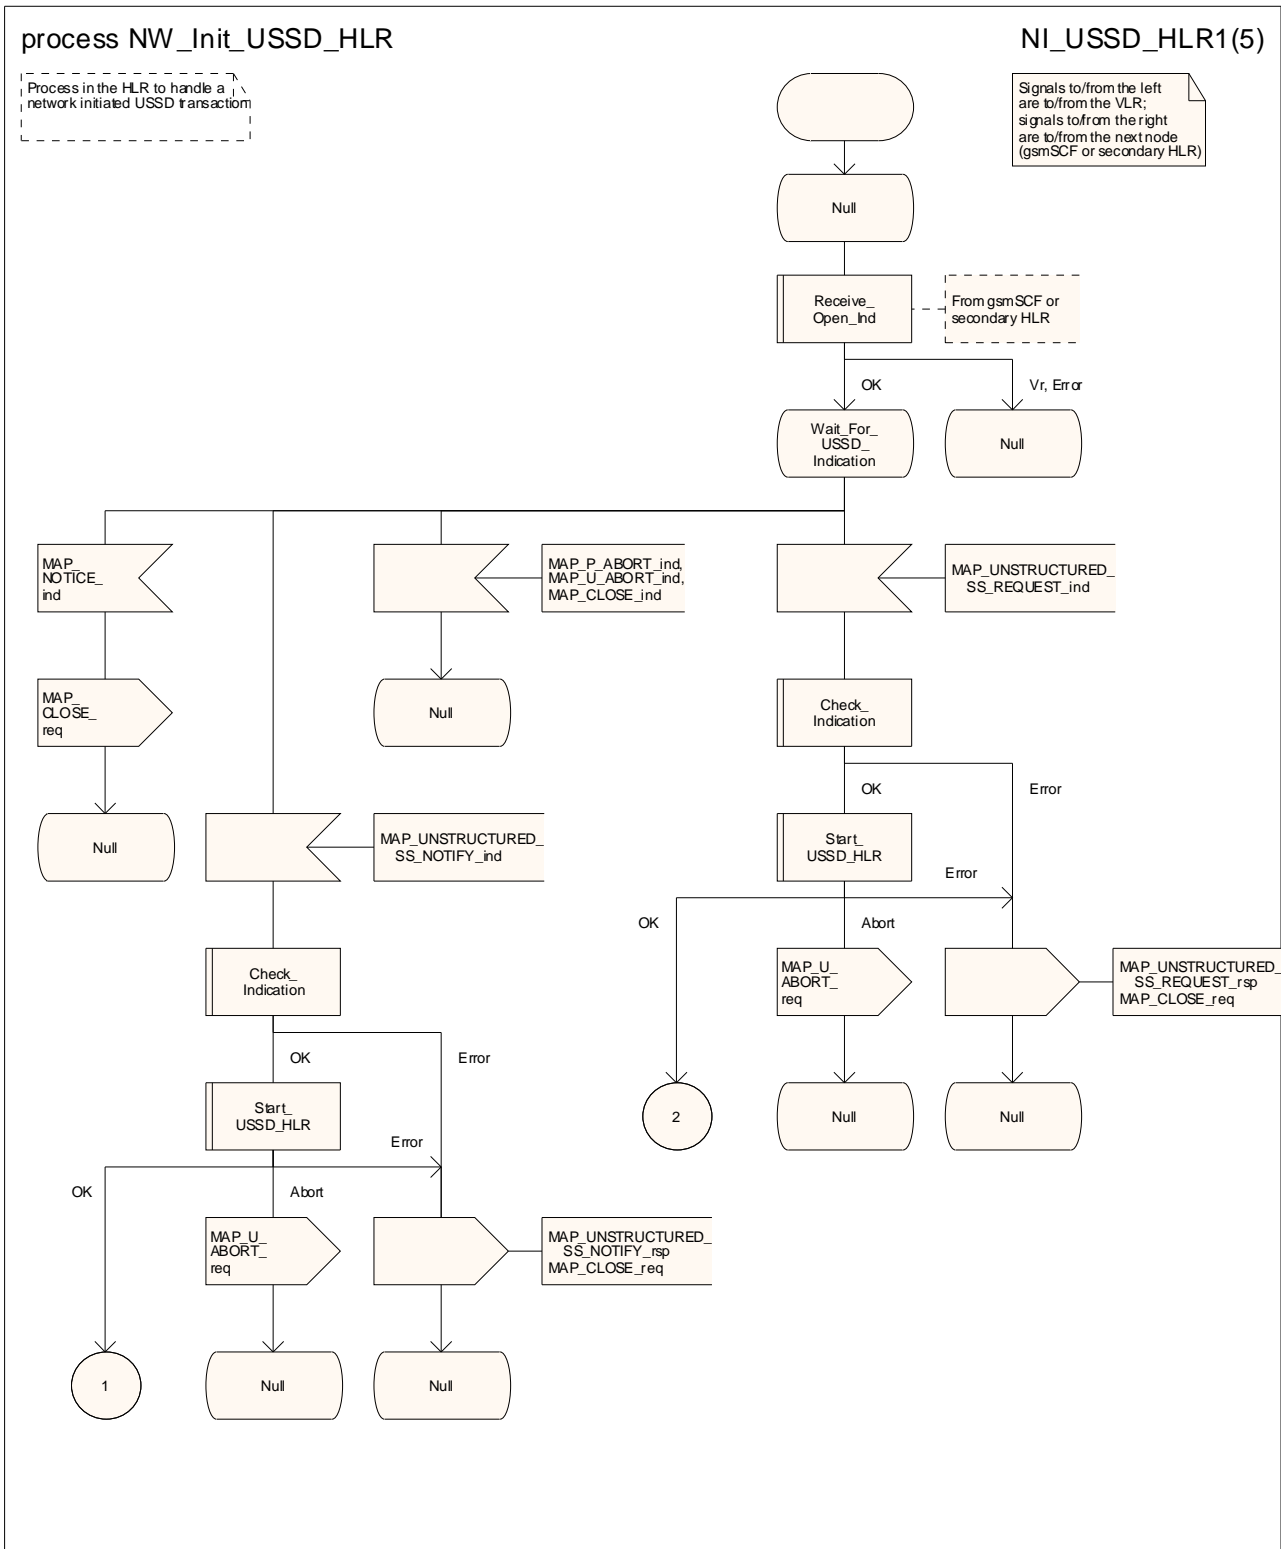 process NW_Init_USSD_HLR
NI_USSD_HLR1(5)
Process in the HLR to handle a
network initiated USSD transaction
Signals to/from the left
are to/from the VLR;
signals to/from the right
are to/from the next node
(gsmSCF or secondary HLR)
Null
Receive_
Open_Ind
From gsmSCF or
secondary HLR
OK
Vr, Error
Wait_For_
USSD_
Indication
Null
MAP_
NOTICE_
ind
MAP_P_ABORT_ind,
MAP_U_ABORT_ind,
MAP_CLOSE_ind
MAP_UNSTRUCTURED_
SS_REQUEST_ind
MAP_
CLOSE_
req
Null
Check_
Indication
OK
Error
Null
MAP_UNSTRUCTURED_
SS_NOTIFY_ind
Start_
USSD_HLR
Error
OK
Abort
Check_
Indication
MAP_U_
ABORT_
req
MAP_UNSTRUCTURED_
SS_REQUEST_rsp
MAP_CLOSE_req
OK
Error
Start_
USSD_HLR
2
Null
Null
Error
OK
Abort
MAP_U_
ABORT_
req
MAP_UNSTRUCTURED_
SS_NOTIFY_rsp
MAP_CLOSE_req
1
Null
Null